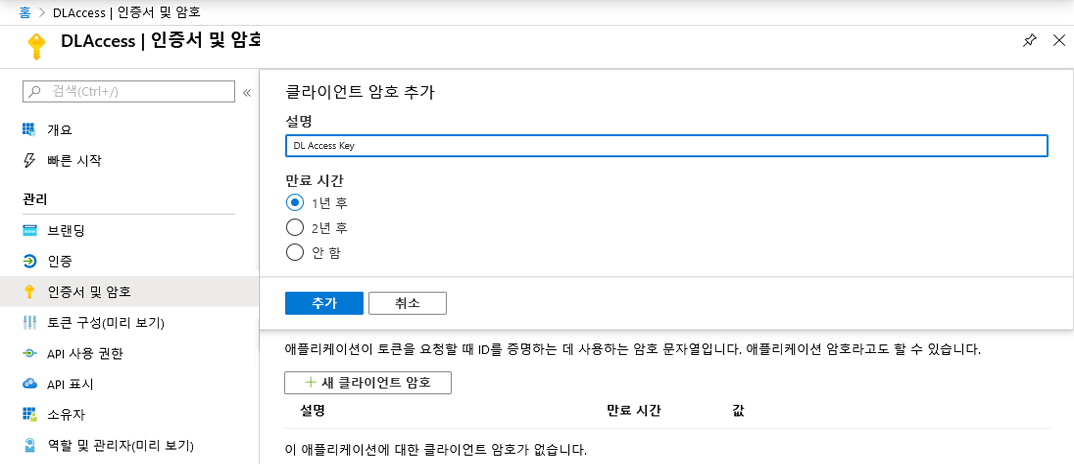 홈 > DLAccess | 인증서 및 암호
DLAccess | 인증서 및 암호
검색(Ctrl+/)
«
개요
빠른 시작
관리
브랜딩
인증
인증서 및 암호
토큰 구성(미리 보기)
API 사용 권한
API 표시
소유자
역할 및 관리자(미리 보기)
클라이언트 암호 추가
설명
DL Access Key
만료 시간
1년 후
2년 후
안 함
추가 취소
애플리케이션이 토큰을 요청할 때 ID를 증명하는 데 사용하는 암호 문자열입니다. 애플리케이션 암호라고도 할 수 있습니다.
+ 새 클라이언트 암호
설명 만료 시간 값
이 애플리케이션에 대한 클라이언트 암호가 없습니다.